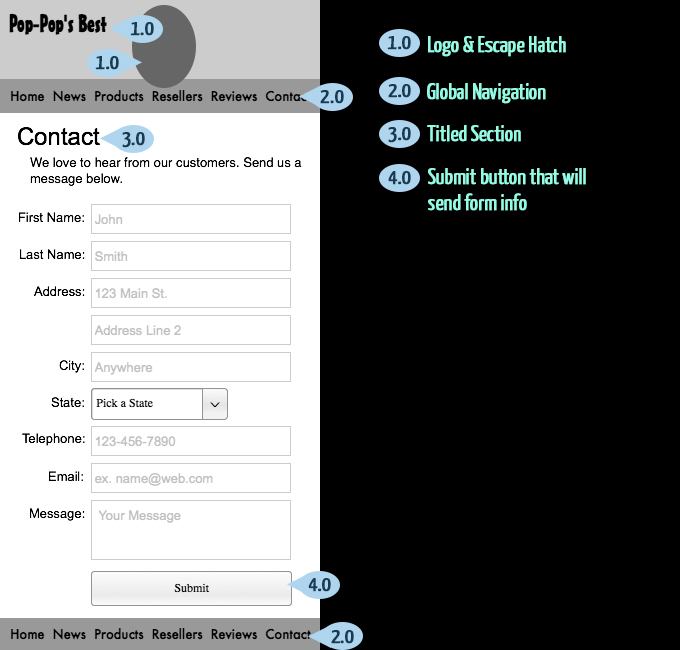 Pop-Pop's Best
1.0
1.0
Home News Products Resellers Reviews Contact
2.0
Contact
3.0
We love to hear from our customers. Send us a
message below.
First Name:
John
Last Name:
Smith
Address:
123 Main St.
Address Line 2
City:
Anywhere
State:
Pick a State
Telephone:
123-456-7890
Email:
ex. name@web.com
Message:
Your Message
Submit
4.0
Home News Products Resellers Reviews Contact
2.0
1.0 Logo & Escape Hatch
2.0 Global Navigation
3.0 Titled Section
4.0 Submit button that will
send form info